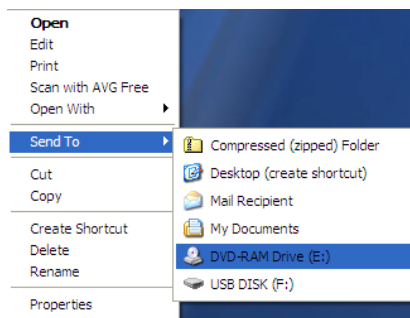 Open
Edit
Print
Scan with AVG Free
Open With
Send To
Cut
Copy
Create Shortcut
Delete
Rename
Properties
Compressed (zipped) Folder
Desktop (create shortcut)
Mail Recipient
My Documents
DVD-RAM Drive (E:)
USB DISK (F:)